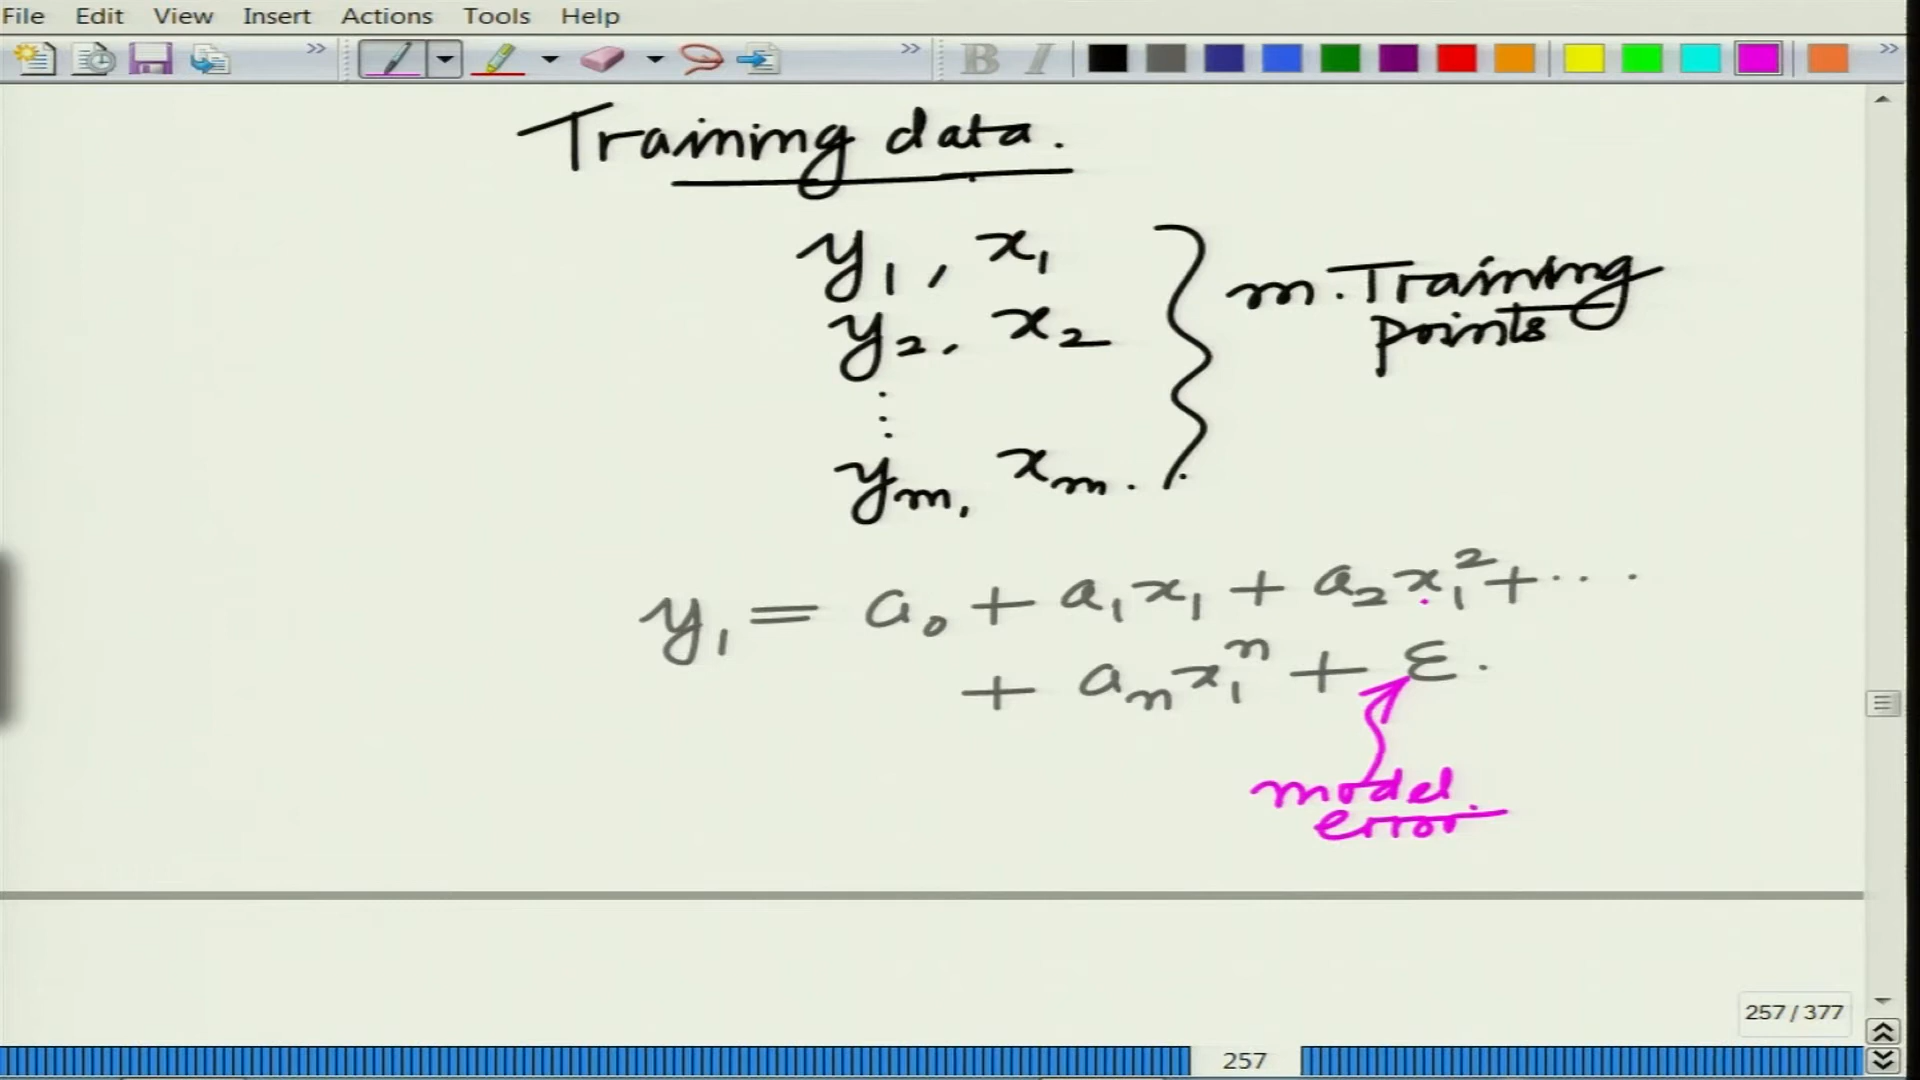 File Edit View Insert Actions Tools Help
B I
Training data.
y₁, x₁
y₂, x₂
⋮
yₘ, xₘ.
m. Training
points
y₁ = a₀ + a₁x₁ + a₂x₁² + ....
+ aₙx₁ⁿ + ε.
model
error
257 / 377
257